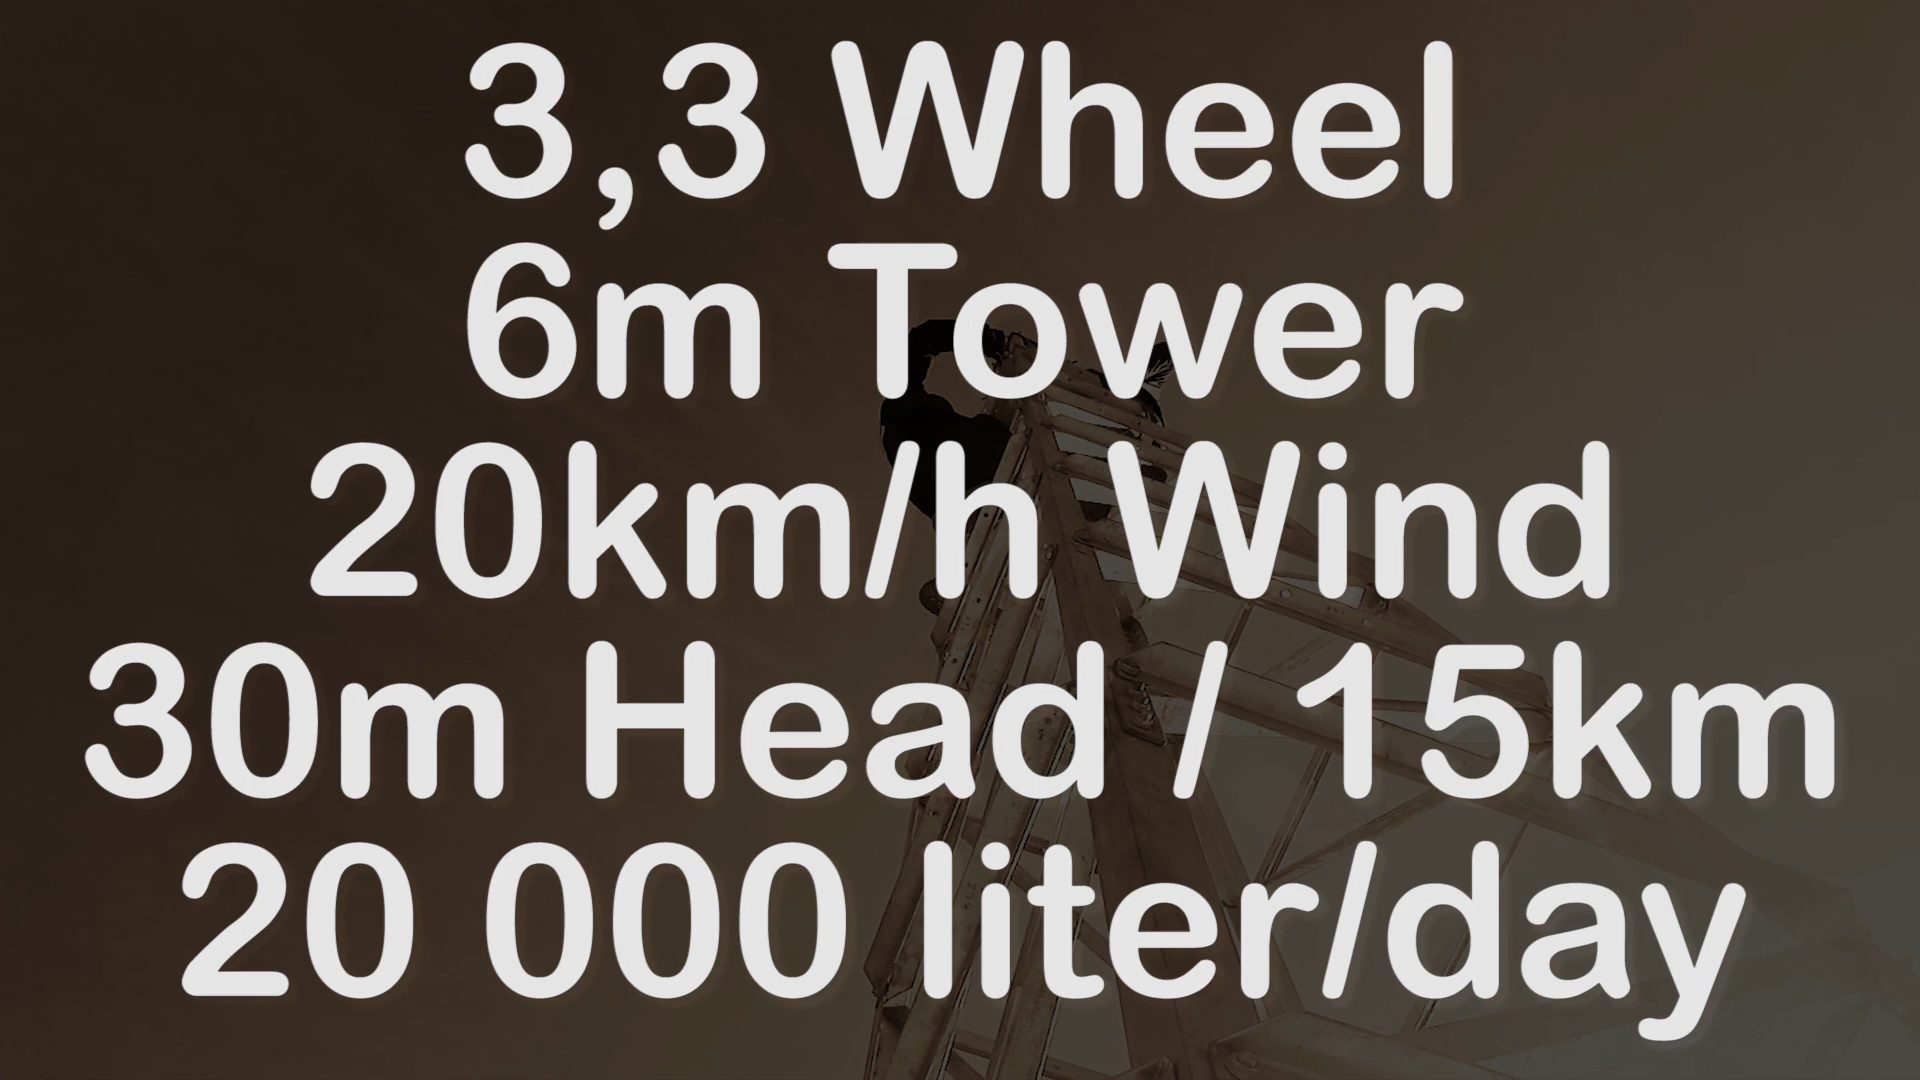 3,3 Wheel
6m Tower
20km/h Wind
30m Head / 15km
20 000 liter/day